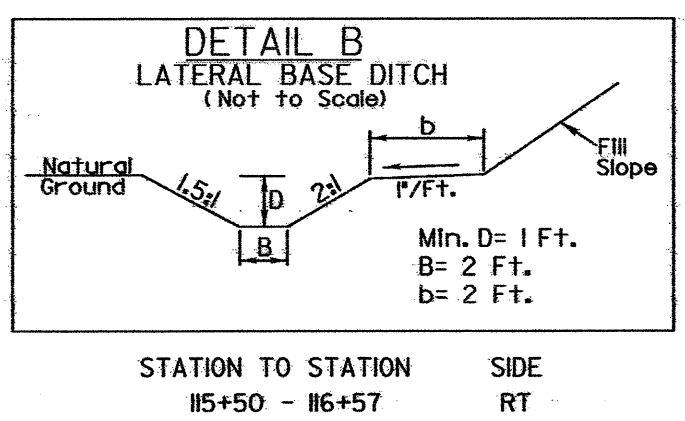 DETAIL B
LATERAL BASE DITCH
(Not to Scale)
b
Natural
Ground
1.5:1
D
2:1
1"/Ft.
Fill
Slope
B
Min. D= 1 Ft.
B= 2 Ft.
b= 2 Ft.
STATION TO STATION SIDE
115+50 - 116+57 RT